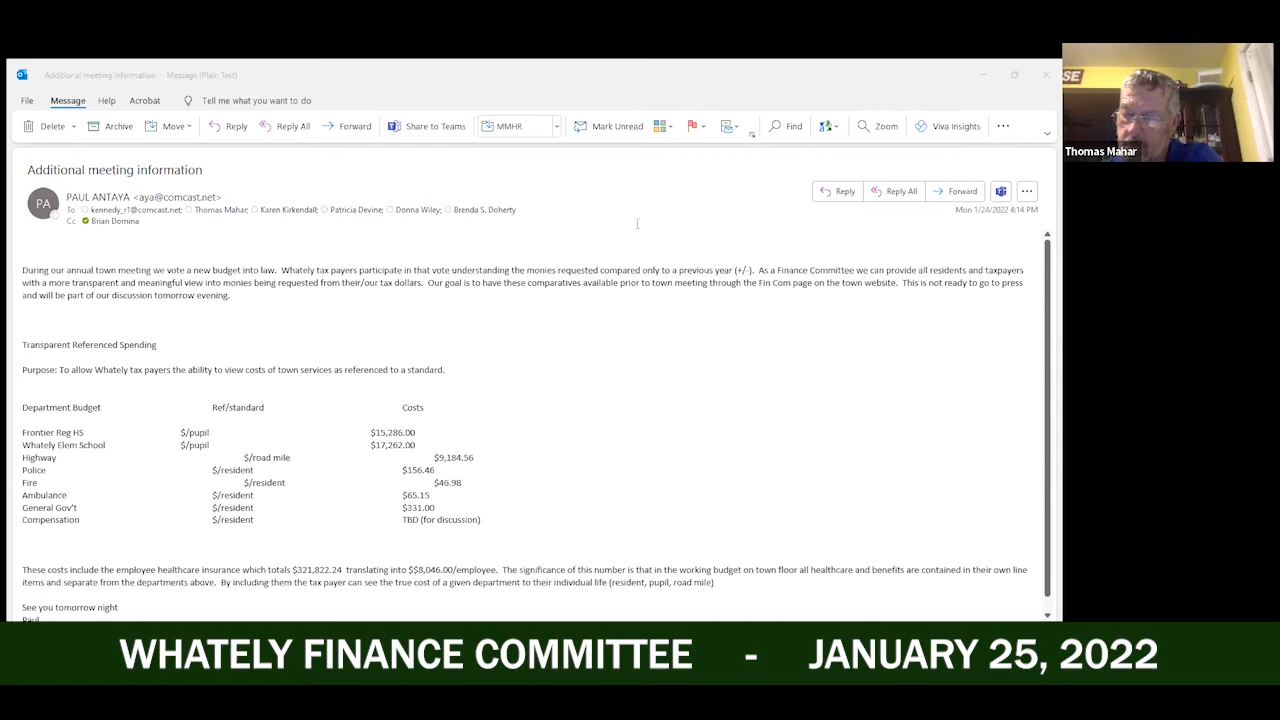 Additional meeting information - Message (Plain Text)
File Message Help Acrobat Tell me what you want to do
Delete Archive Move Reply Reply All Forward Share to Teams MMHR Mark Unread Find Zoom Viva Insights
Additional meeting information
PA
PAUL ANTAYA <aya@comcast.net>
To kennedy_r1@comcast.net; Thomas Mahar; Karen Kirkendall; Patricia Devine; Donna Wiley; Brenda S. Doherty
Cc Brian Domina
Reply Reply All Forward
Mon 1/24/2022 4:14 PM
SE
Thomas Mahar
During our annual town meeting we vote a new budget into law. Whately tax payers participate in that vote understanding the monies requested compared only to a previous year (+/-). As a Finance Committee we can provide all residents and taxpayers
with a more transparent and meaningful view into monies being requested from their/our tax dollars. Our goal is to have these comparatives available prior to town meeting through the Fin Com page on the town website. This is not ready to go to press
and will be part of our discussion tomorrow evening.
Transparent Referenced Spending
Purpose: To allow Whately tax payers the ability to view costs of town services as referenced to a standard.
Department Budget Ref/standard Costs
Frontier Reg HS $/pupil $15,286.00
Whately Elem School $/pupil $17,262.00
Highway $/road mile $9,184.56
Police $/resident $156.46
Fire $/resident $46.98
Ambulance $/resident $65.15
General Gov't $/resident $331.00
Compensation $/resident TBD (for discussion)
These costs include the employee healthcare insurance which totals $321,822.24 translating into $$8,046.00/employee. The significance of this number is that in the working budget on town floor all healthcare and benefits are contained in their own line
items and separate from the departments above. By including them the tax payer can see the true cost of a given department to their individual life (resident, pupil, road mile)
See you tomorrow night
Paul
WHATELY FINANCE COMMITTEE - JANUARY 25, 2022